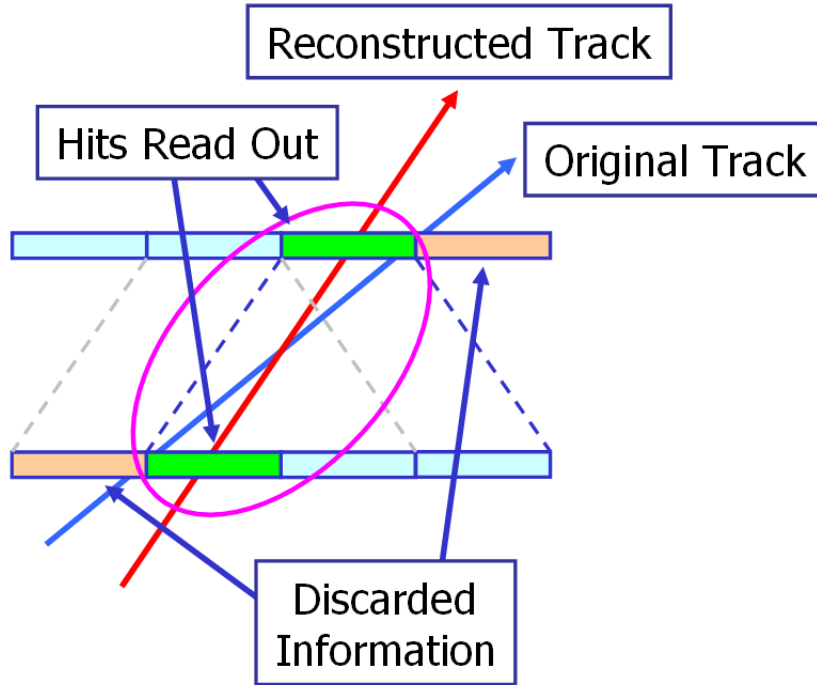 Reconstructed Track
Hits Read Out
Original Track
Discarded
Information